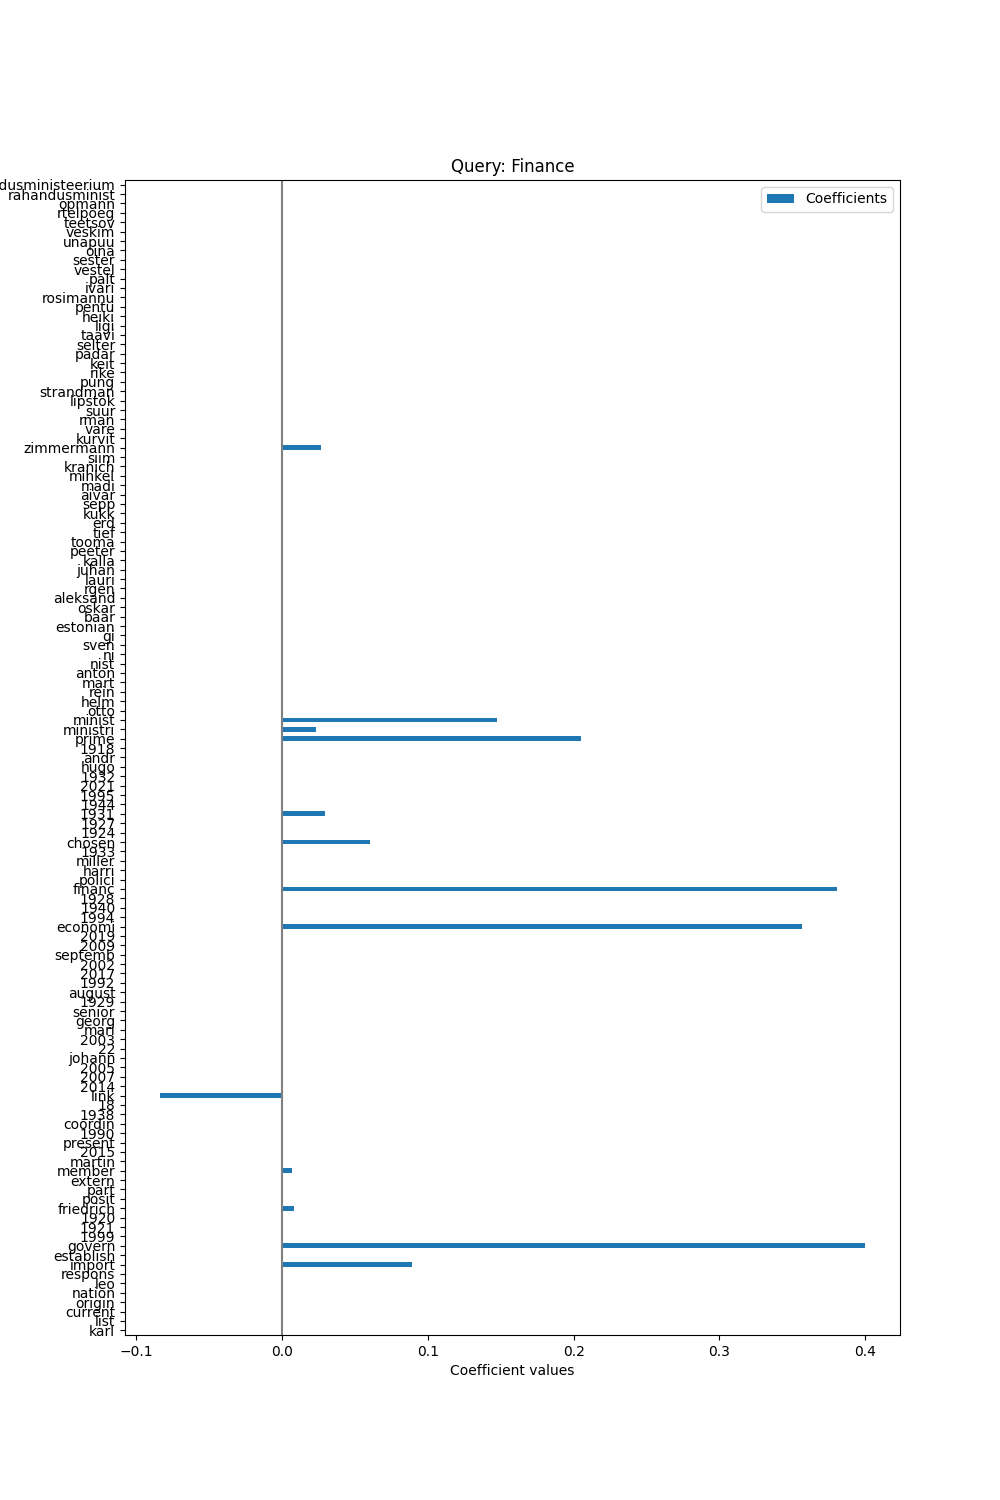 Query: Finance
Coefficients
dusministeerium
rahandusminist
opmann
rtelpoeg
teetsov
veskim
unapuu
oina
sester
vestel
palt
ivari
rosimannu
pentu
heiki
ligi
taavi
selter
padar
keit
rike
pung
strandman
lipstok
suur
rman
vare
kurvit
zimmermann
siim
kranich
mihkel
madi
aivar
sepp
kukk
erd
tief
tooma
peeter
kalla
juhan
lauri
rgen
aleksand
oskar
baar
estonian
gi
sven
ni
nist
anton
mart
rein
helm
otto
minist
ministri
prime
1918
andr
hugo
1932
2021
1995
1944
1931
1927
1924
chosen
1933
miller
harri
polici
financ
1928
1940
1994
economi
2019
2009
septemb
2002
2017
1992
august
1929
senior
georg
mari
2003
22
johann
2005
2007
2014
link
18
1938
coordin
1990
present
2015
martin
member
extern
part
posit
friedrich
1920
1921
1999
govern
establish
import
respons
leo
nation
origin
current
list
karl
−0.1 0.0 0.1 0.2 0.3 0.4
Coefficient values